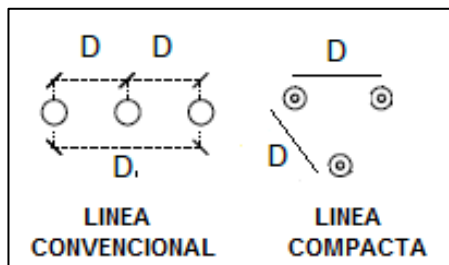 D D
D
D,
D
LINEA
CONVENCIONAL
LINEA
COMPACTA